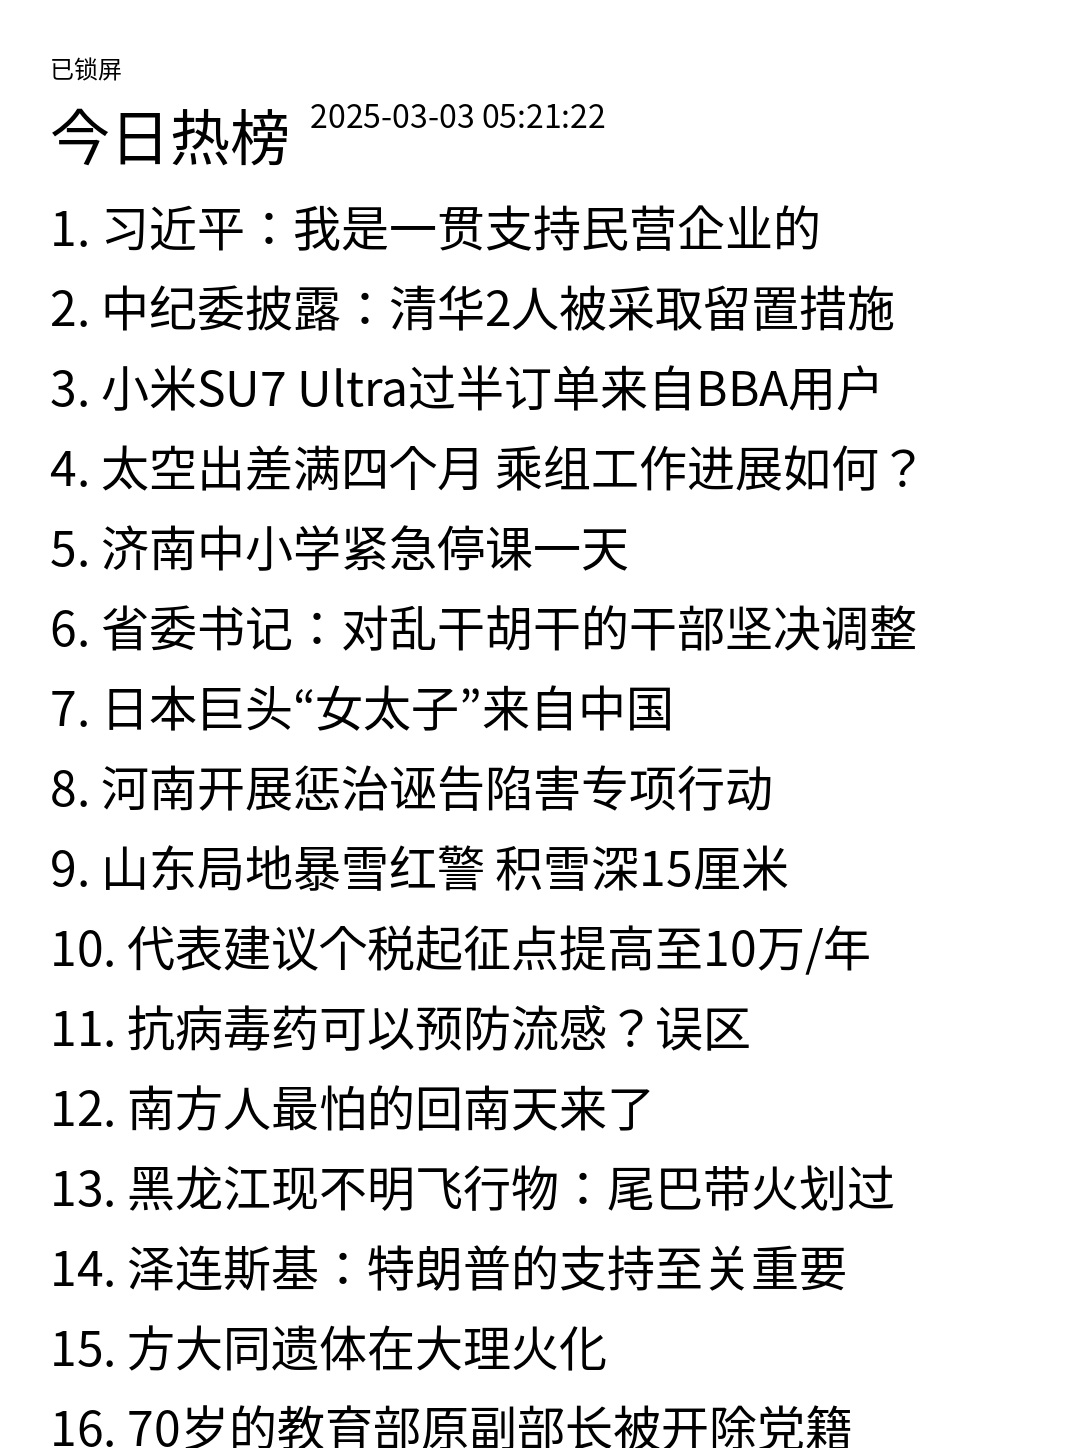 已锁屏
今日热榜 2025-03-03 05:21:22
1. 习近平：我是一贯支持民营企业的
2. 中纪委披露：清华2人被采取留置措施
3. 小米SU7 Ultra过半订单来自BBA用户
4. 太空出差满四个月 乘组工作进展如何？
5. 济南中小学紧急停课一天
6. 省委书记：对乱干胡干的干部坚决调整
7. 日本巨头“女太子”来自中国
8. 河南开展惩治诬告陷害专项行动
9. 山东局地暴雪红警 积雪深15厘米
10. 代表建议个税起征点提高至10万/年
11. 抗病毒药可以预防流感？误区
12. 南方人最怕的回南天来了
13. 黑龙江现不明飞行物：尾巴带火划过
14. 泽连斯基：特朗普的支持至关重要
15. 方大同遗体在大理火化
16. 70岁的教育部原副部长被开除党籍